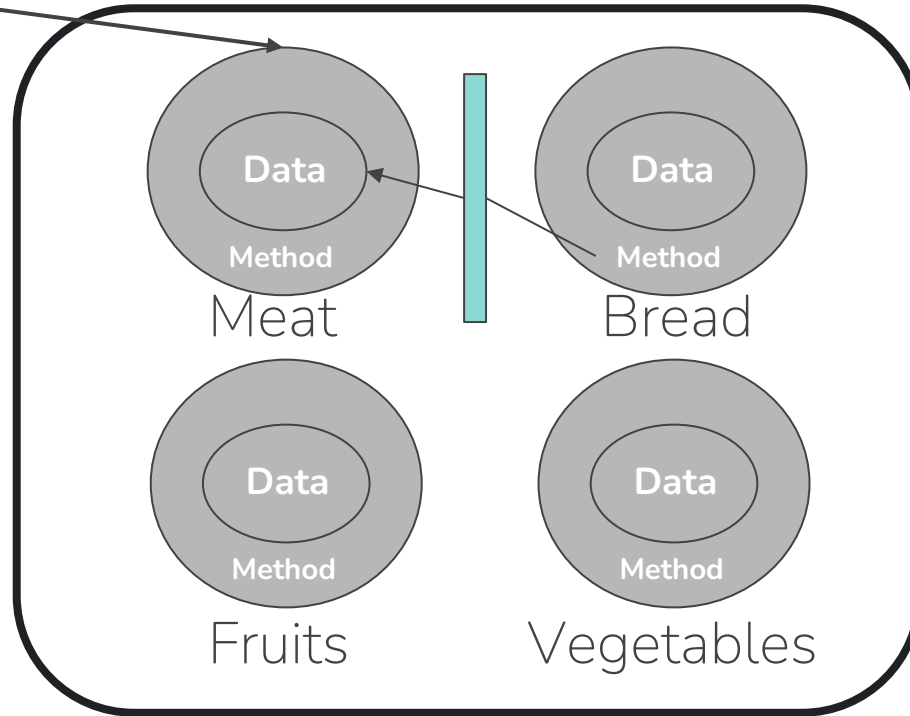 Data
Data
Method
Method
Meat
Bread
Data
Data
Method
Method
Fruits
Vegetables